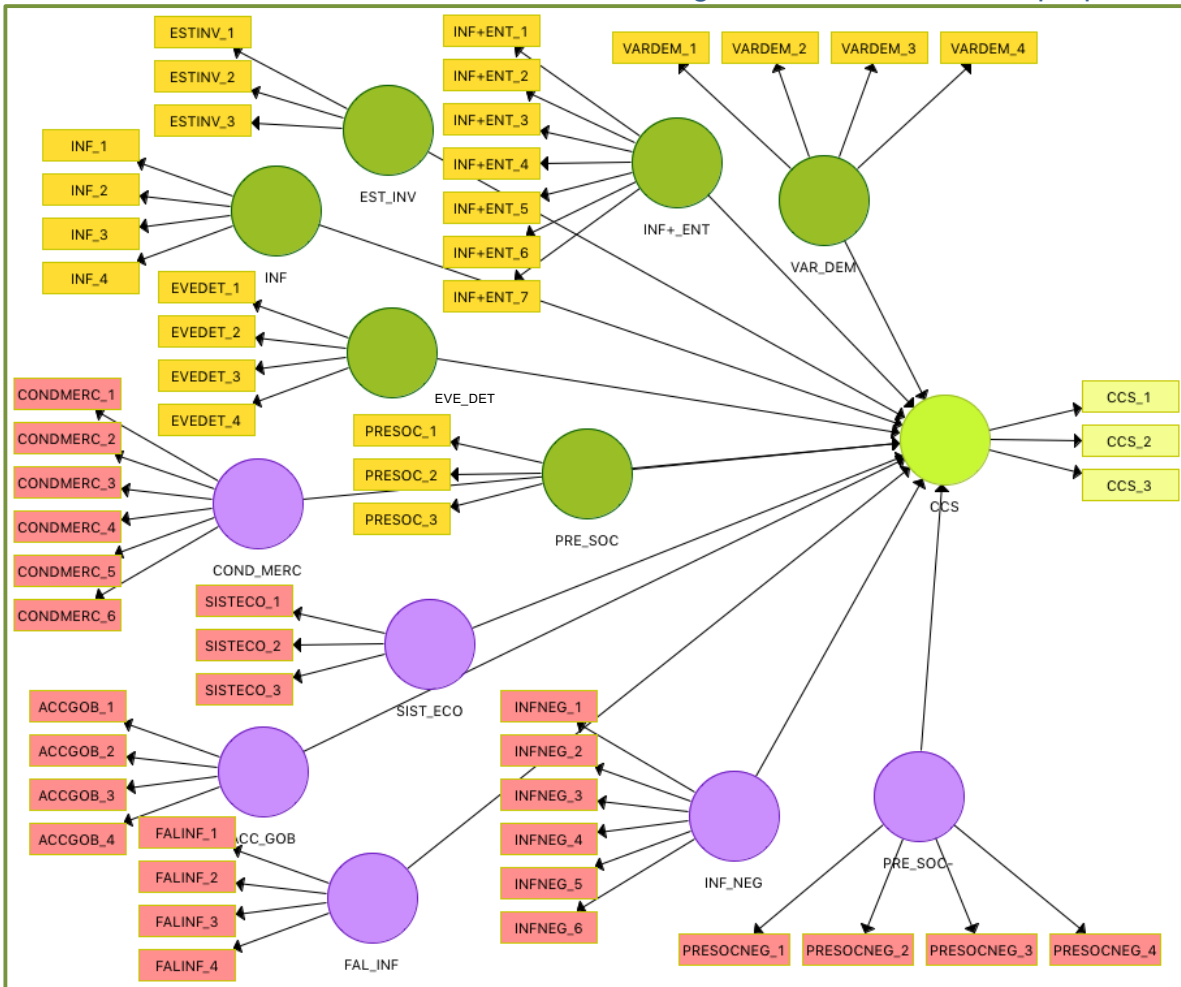 ESTINV_1
ESTINV_2
ESTINV_3
EST_INV
INF+ENT_1
INF+ENT_2
INF+ENT_3
INF+ENT_4
INF+ENT_5
INF+ENT_6
INF+ENT_7
INF+_ENT
VARDEM_1
VARDEM_2
VARDEM_3
VARDEM_4
VAR_DEM
INF_1
INF_2
INF_3
INF_4
INF
EVEDET_1
EVEDET_2
EVEDET_3
EVEDET_4
EVE_DET
PRESOC_1
PRESOC_2
PRESOC_3
PRE_SOC
CCS_1
CCS_2
CCS_3
CCS
CONDMERC_1
CONDMERC_2
CONDMERC_3
CONDMERC_4
CONDMERC_5
CONDMERC_6
COND_MERC
SISTECO_1
SISTECO_2
SISTECO_3
SIST_ECO
ACCGOB_1
ACCGOB_2
ACCGOB_3
ACCGOB_4
CC_GOB
FALINF_1
FALINF_2
FALINF_3
FALINF_4
FAL_INF
INFNEG_1
INFNEG_2
INFNEG_3
INFNEG_4
INFNEG_5
INFNEG_6
INF_NEG
PRE_SOC-
PRESOCNEG_1
PRESOCNEG_2
PRESOCNEG_3
PRESOCNEG_4